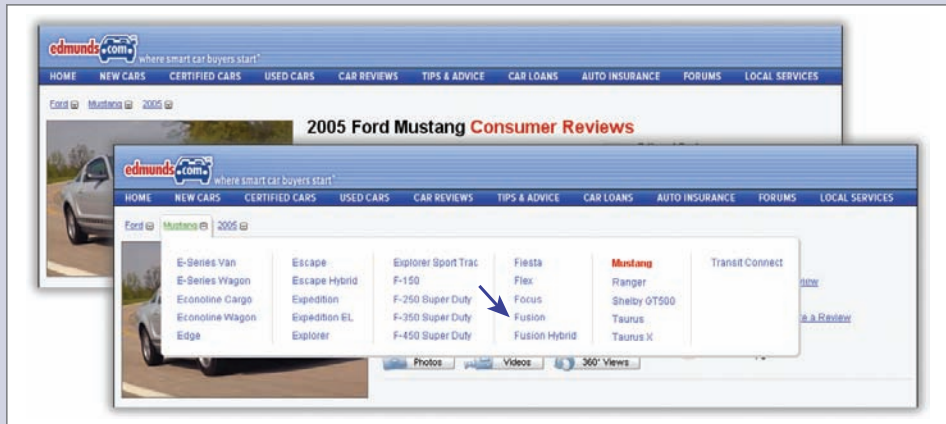 edmunds.com where smart car buyers start
HOME NEW CARS CERTIFIED CARS USED CARS CAR REVIEWS TIPS & ADVICE CAR LOANS AUTO INSURANCE FORUMS LOCAL SERVICES
Ford Mustang 2005
2005 Ford Mustang Consumer Reviews
edmunds.com where smart car buyers start
HOME NEW CARS CERTIFIED CARS USED CARS CAR REVIEWS TIPS & ADVICE CAR LOANS AUTO INSURANCE FORUMS LOCAL SERVICES
Ford Mustang 2005
E-Series Van Escape Explorer Sport Trac Fiesta Mustang Transit Connect
E-Series Wagon Escape Hybrid F-150 Flex Ranger
Econoline Cargo Expedition F-250 Super Duty Focus Shelby GT500
Econoline Wagon Expedition EL F-350 Super Duty Fusion Taurus
Edge Explorer F-450 Super Duty Fusion Hybrid Taurus X
a Review
Photos Videos 360° Views